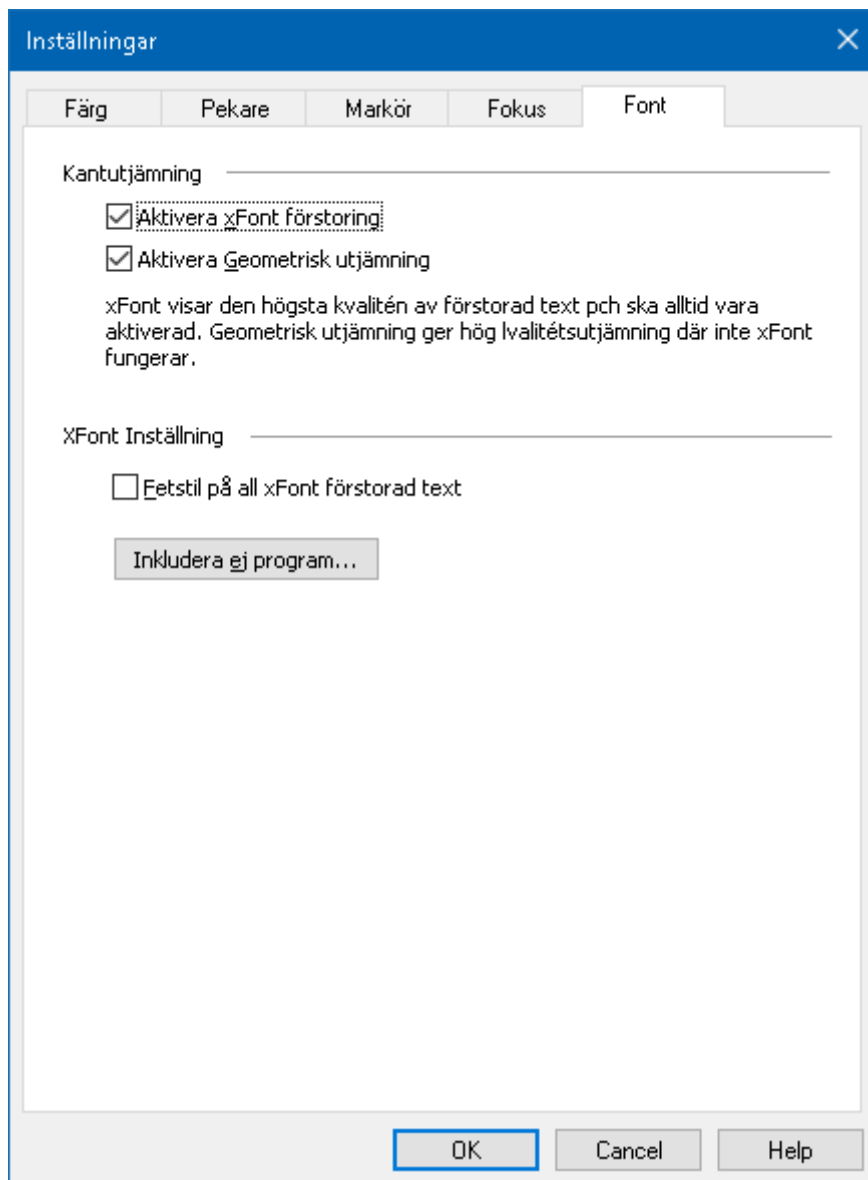 Inställningar
Färg Pekare Markör Fokus Font
Kantutjämning
Aktivera xFont förstoring
Aktivera Geometrisk utjämning
xFont visar den högsta kvalitén av förstorad text pch ska alltid vara
aktiverad. Geometrisk utjämning ger hög lvalitétsutjämning där inte xFont
fungerar.
XFont Inställning
Fetstil på all xFont förstorad text
Inkludera ej program...
OK Cancel Help